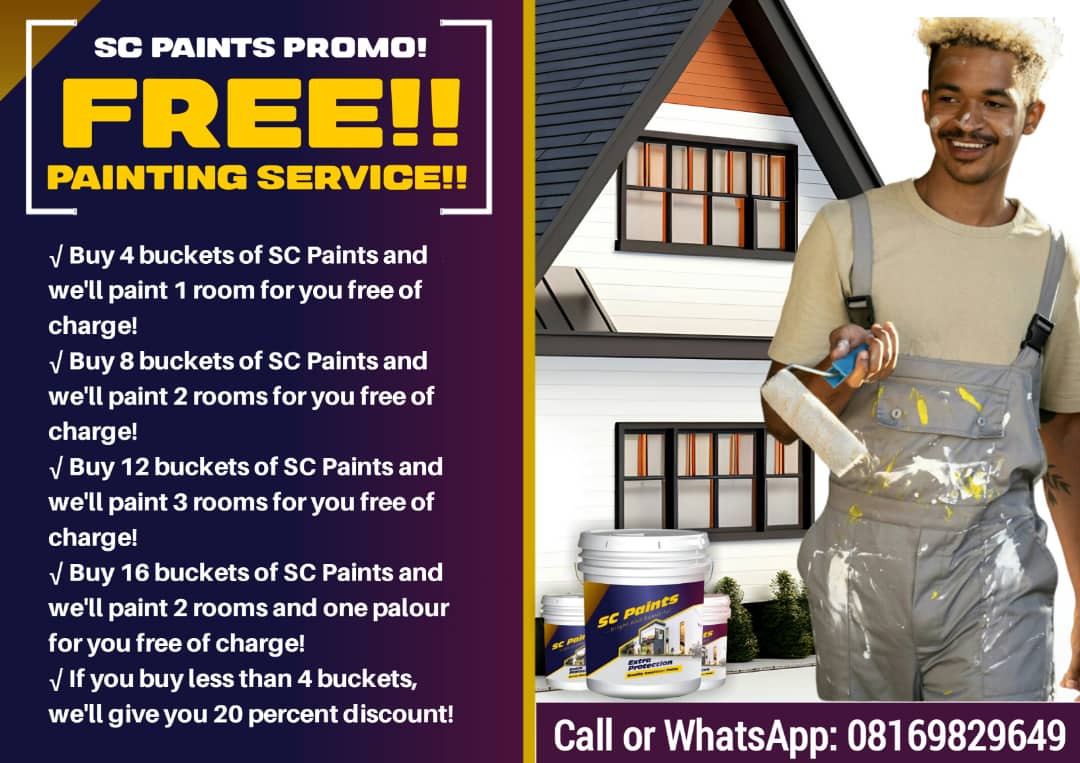 SC PAINTS PROMO!
FREE!!
PAINTING SERVICE!!
√ Buy 4 buckets of SC Paints and
we'll paint 1 room for you free of
charge!
√ Buy 8 buckets of SC Paints and
we'll paint 2 rooms for you free of
charge!
√ Buy 12 buckets of SC Paints and
we'll paint 3 rooms for you free of
charge!
√ Buy 16 buckets of SC Paints and
we'll paint 2 rooms and one palour
for you free of charge!
√ If you buy less than 4 buckets,
we'll give you 20 percent discount!
SC Paints
Extra
Protection
SC Pain
Call or WhatsApp: 08169829649